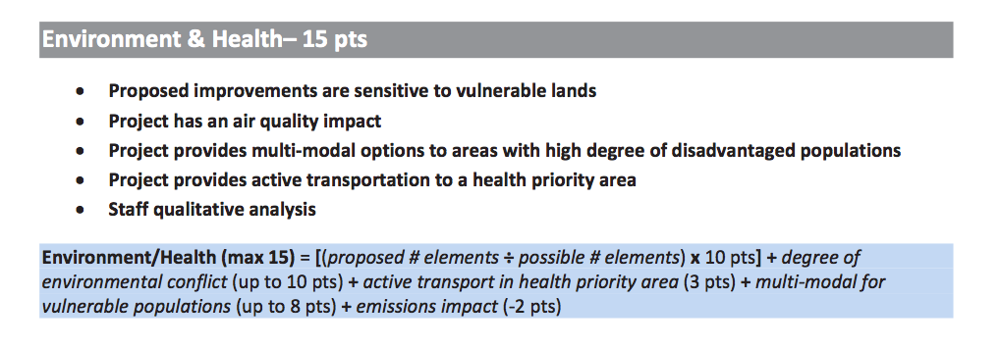 Environment & Health– 15 pts
• Proposed improvements are sensitive to vulnerable lands
• Project has an air quality impact
• Project provides multi-modal options to areas with high degree of disadvantaged populations
• Project provides active transportation to a health priority area
• Staff qualitative analysis
Environment/Health (max 15) = [(proposed # elements ÷ possible # elements) x 10 pts] + degree of
environmental conflict (up to 10 pts) + active transport in health priority area (3 pts) + multi-modal for
vulnerable populations (up to 8 pts) + emissions impact (-2 pts)